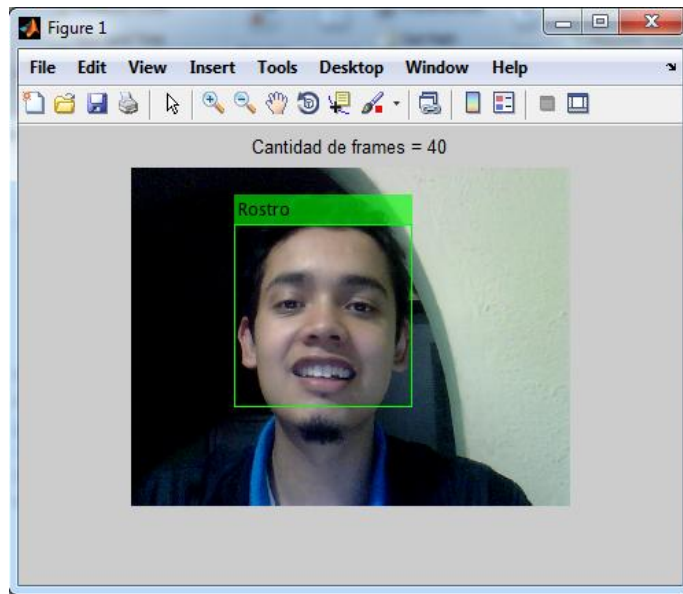 Figure 1
File Edit View Insert Tools Desktop Window Help
Cantidad de frames = 40
Rostro